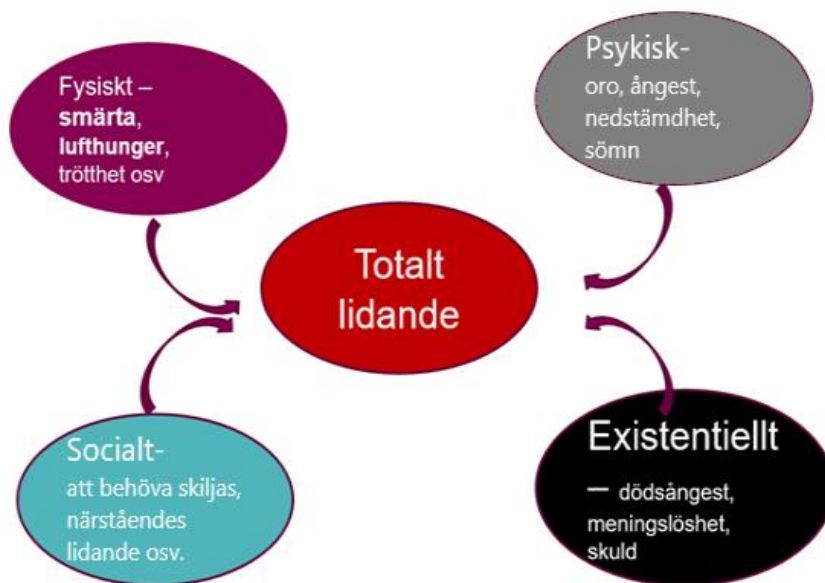 Fysiskt –
smärta,
lufthunger,
trötthet osv
Psykisk-
oro, ångest,
nedstämdhet,
sömn
Totalt
lidande
Socialt-
att behöva skiljas,
närståendes
lidande osv.
Existentiellt
— dödsångest,
meningslöshet,
skuld